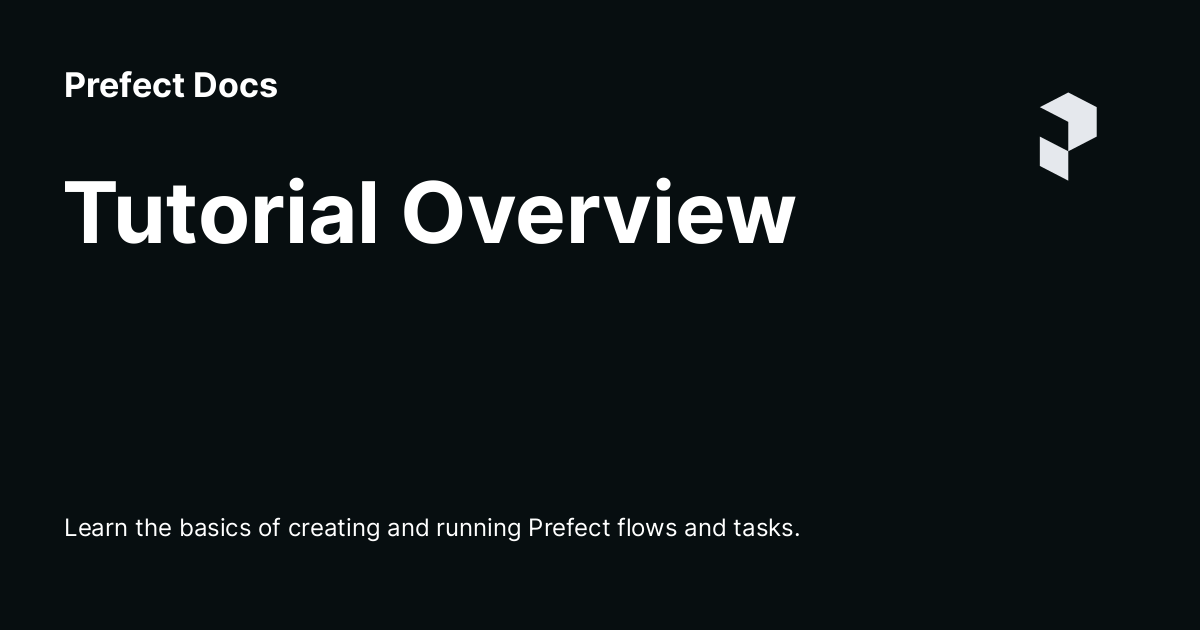 Prefect Docs
Tutorial Overview
Learn the basics of creating and running Prefect flows and tasks.